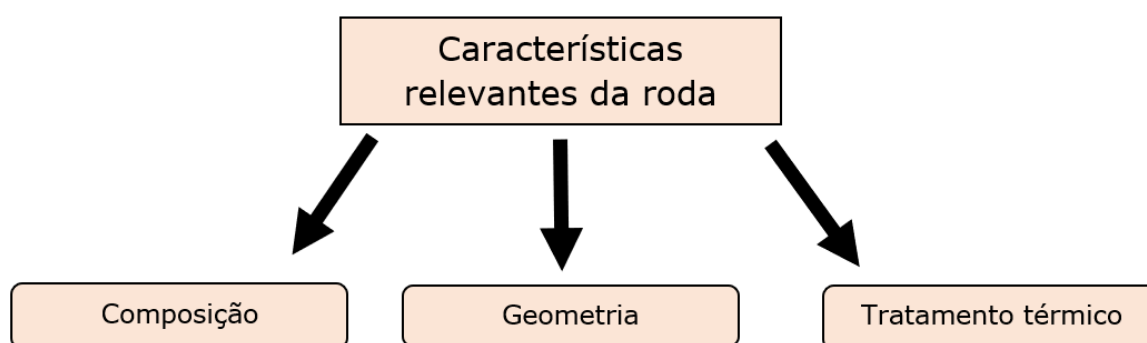 Características
relevantes da roda
Composição
Geometria
Tratamento térmico